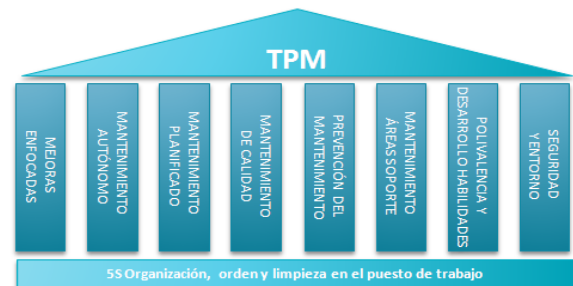 TPM
MEJORAS
ENFOCADAS
MANTENIMIENTO
AUTÓNOMO
MANTENIMIENTO
PLANIFICADO
MANTENIMIENTO
DE CALIDAD
PREVENCIÓN DEL
MANTENIMIENTO
MANTENIMIENTO
ÁREAS SOPORTE
POLIVALENCIA Y
DESARROLLO HABILIDADES
SEGURIDAD
Y ENTORNO
5S Organización, orden y limpieza en el puesto de trabajo